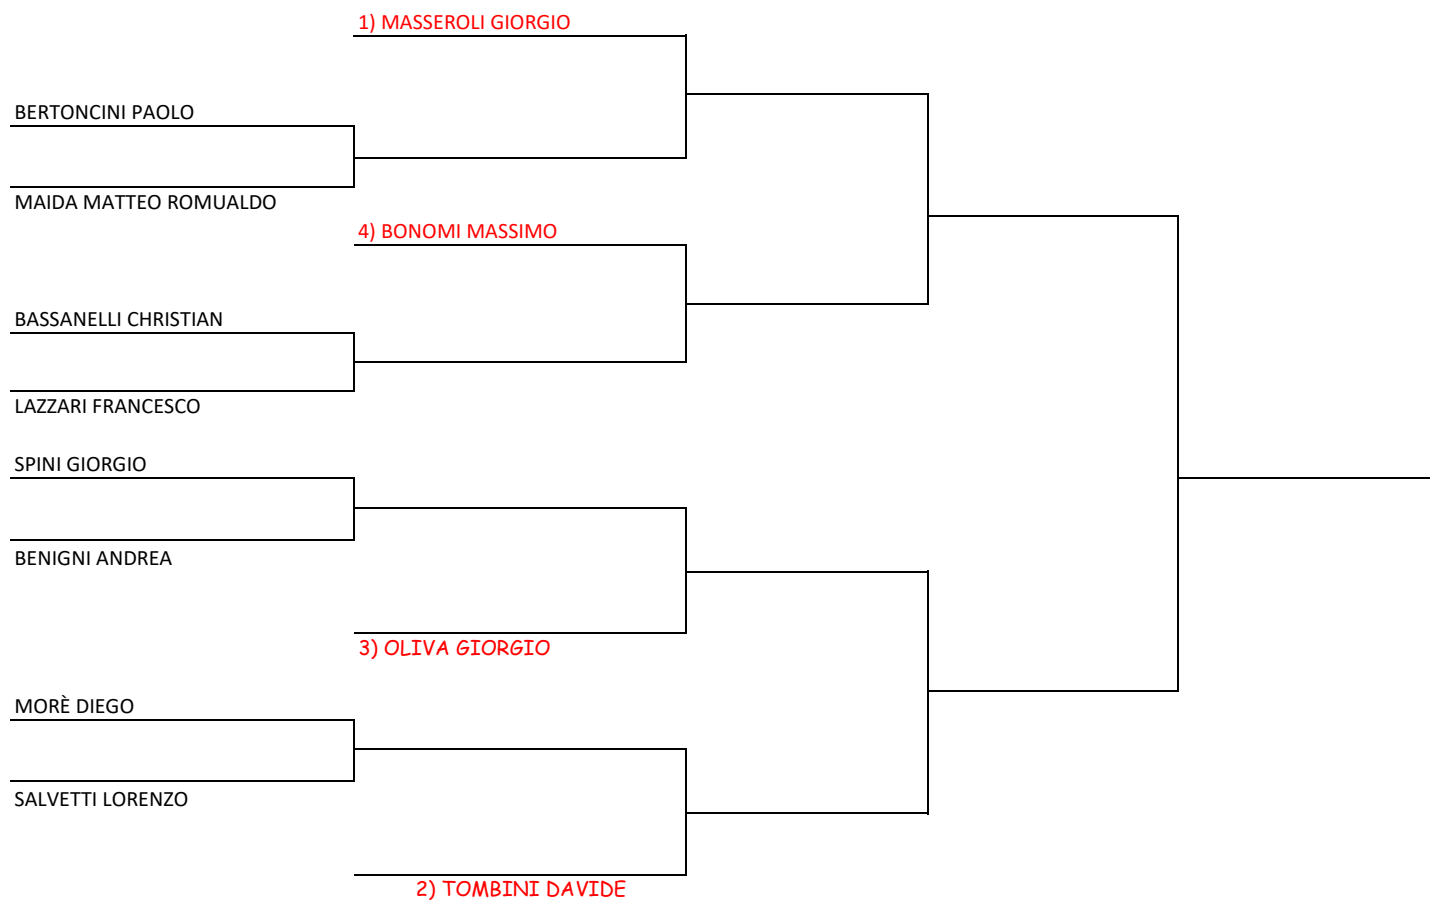 1) MASSEROLI GIORGIO
BERTONCINI PAOLO
MAIDA MATTEO ROMUALDO
4) BONOMI MASSIMO
BASSANELLI CHRISTIAN
LAZZARI FRANCESCO
SPINI GIORGIO
BENIGNI ANDREA
3) OLIVA GIORGIO
MORÈ DIEGO
SALVETTI LORENZO
2) TOMBINI DAVIDE